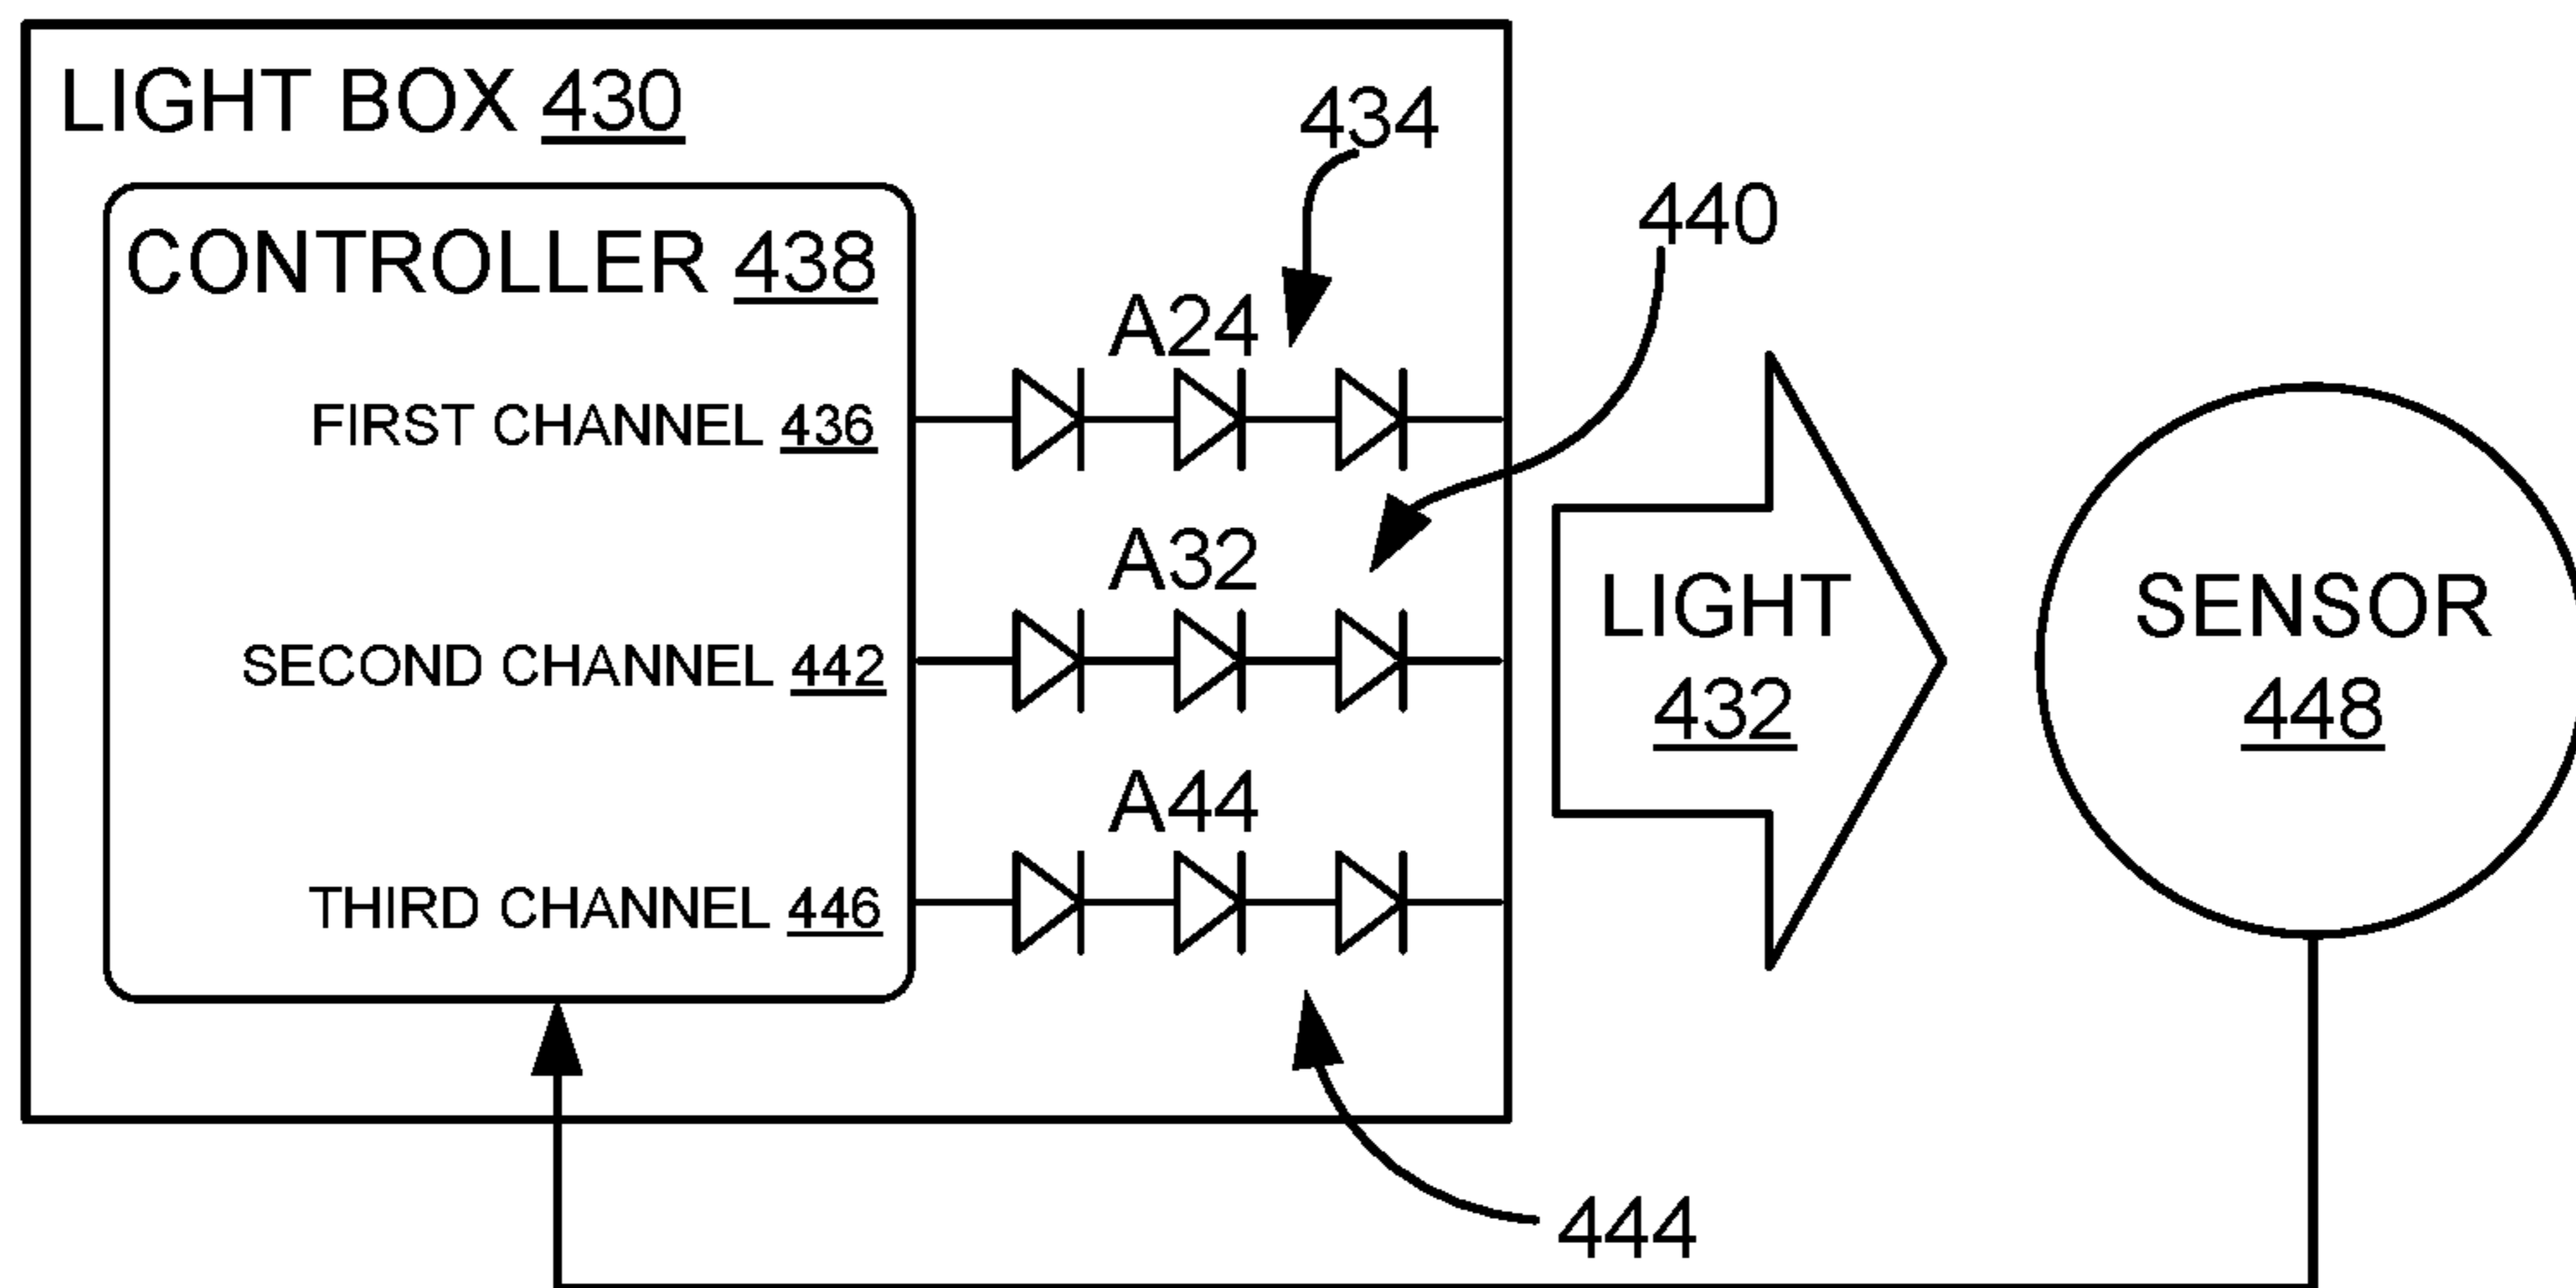 LIGHT BOX 430
434
440
CONTROLLER 438
A24
FIRST CHANNEL 436
A32
SECOND CHANNEL 442
A44
THIRD CHANNEL 446
LIGHT
432
SENSOR
448
444